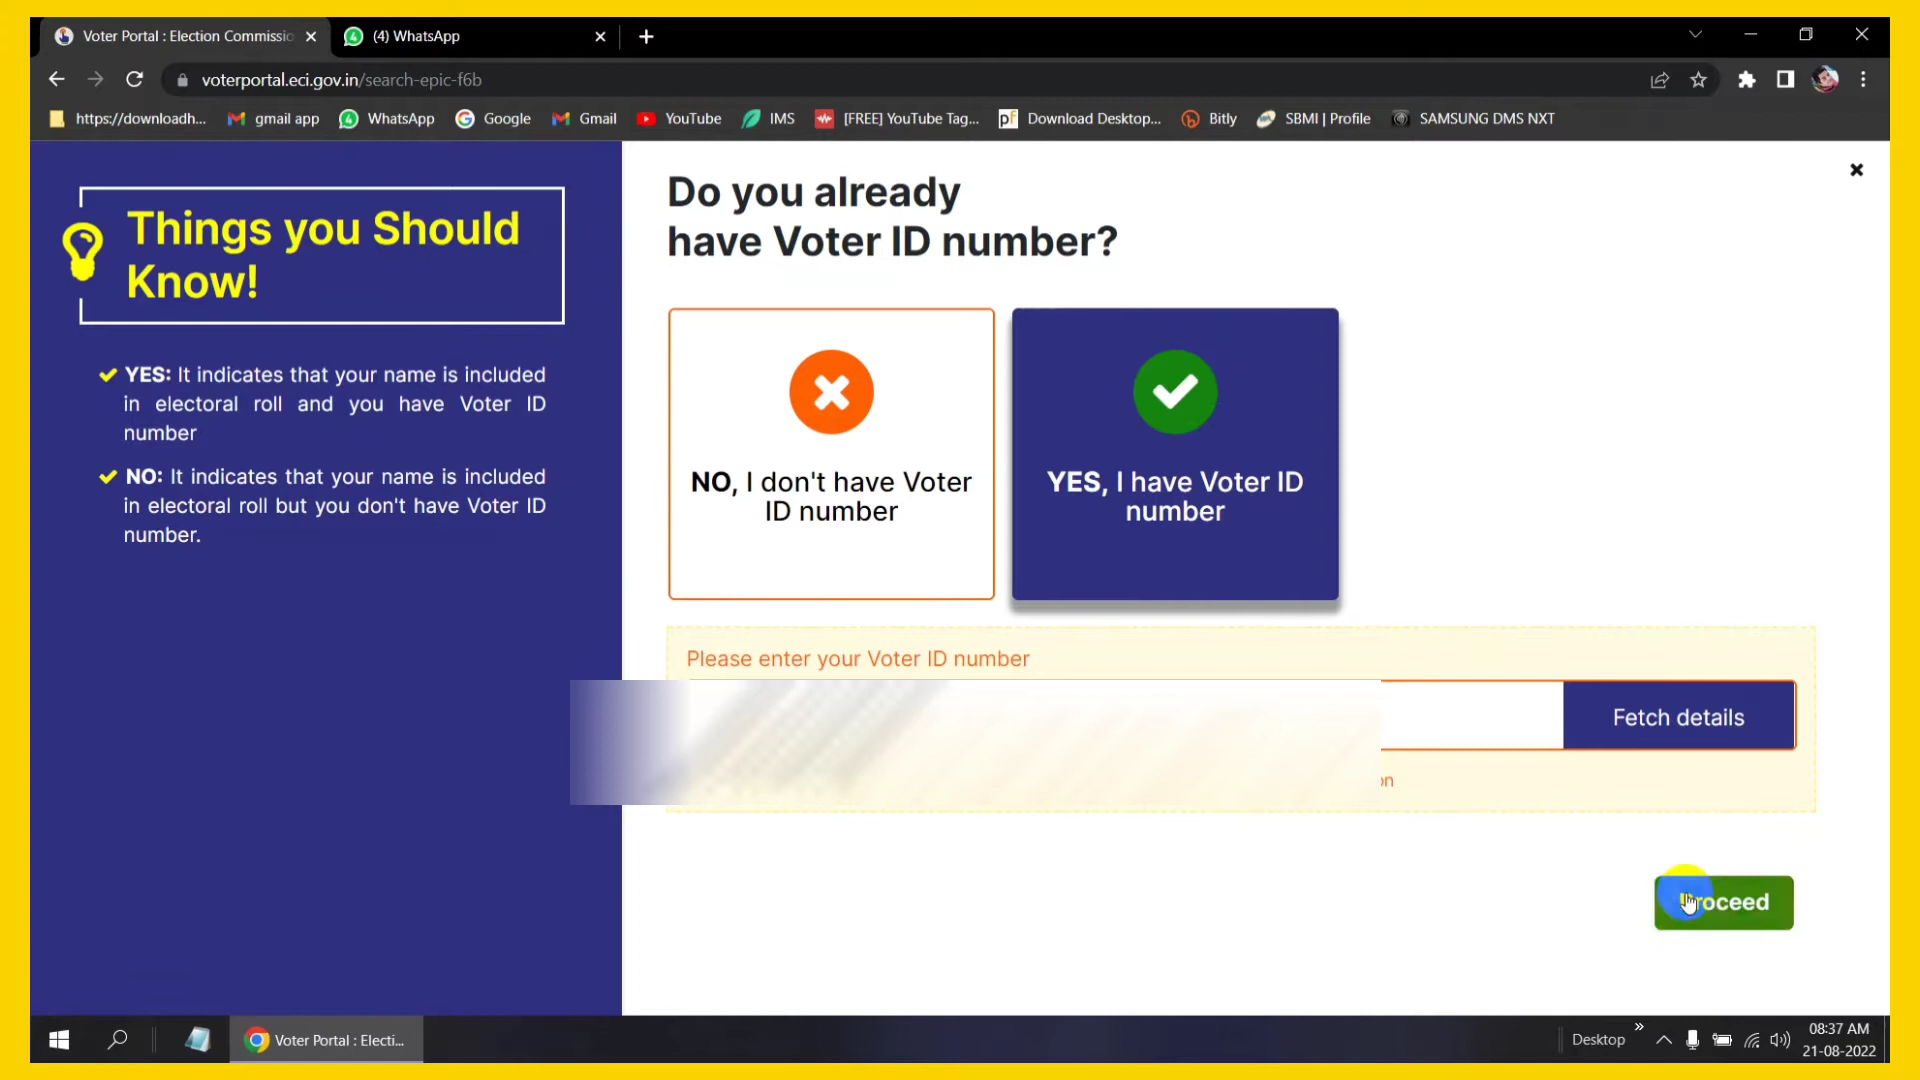 Voter Portal : Election Commissio
(4) WhatsApp
voterportal.eci.gov.in/search-epic-f6b
https://downloadh... gmail app WhatsApp Google Gmail YouTube IMS [FREE] YouTube Tag... Download Desktop... Bitly SBMI | Profile SAMSUNG DMS NXT
Things you Should
Know!
YES: It indicates that your name is included
in electoral roll and you have Voter ID
number
NO: It indicates that your name is included
in electoral roll but you don't have Voter ID
number.
Do you already
have Voter ID number?
NO, I don't have Voter
ID number
YES, I have Voter ID
number
Please enter your Voter ID number
Fetch details
Proceed
Voter Portal : Electi...
Desktop
08:37 AM
21-08-2022